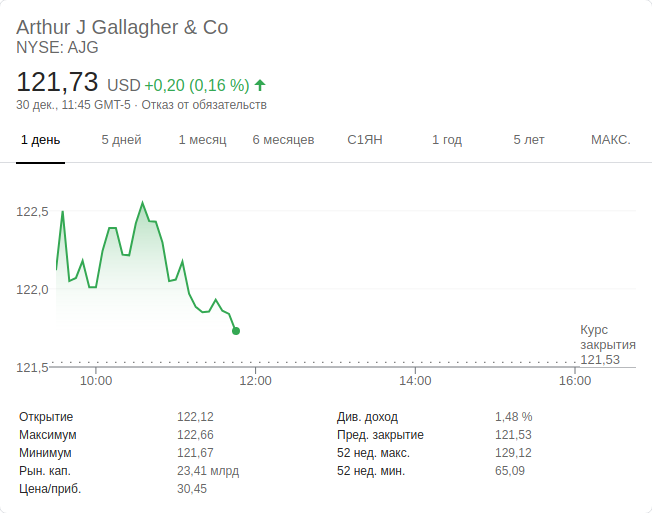 Arthur J Gallagher & Co
NYSE: AJG
121,73 USD +0,20 (0,16 %)
30 дек., 11:45 GMT-5 · Отказ от обязательств
1 день 5 дней 1 месяц 6 месяцев С1ЯН 1 год 5 лет МАКС.
122,5
122,0
121,5
Курс
закрытия
121,53
10:00 12:00 14:00 16:00
Открытие 122,12 Див. доход 1,48 %
Максимум 122,66 Пред. закрытие 121,53
Минимум 121,67 52 нед. макс. 129,12
Рын. кап. 23,41 млрд 52 нед. мин. 65,09
Цена/приб. 30,45